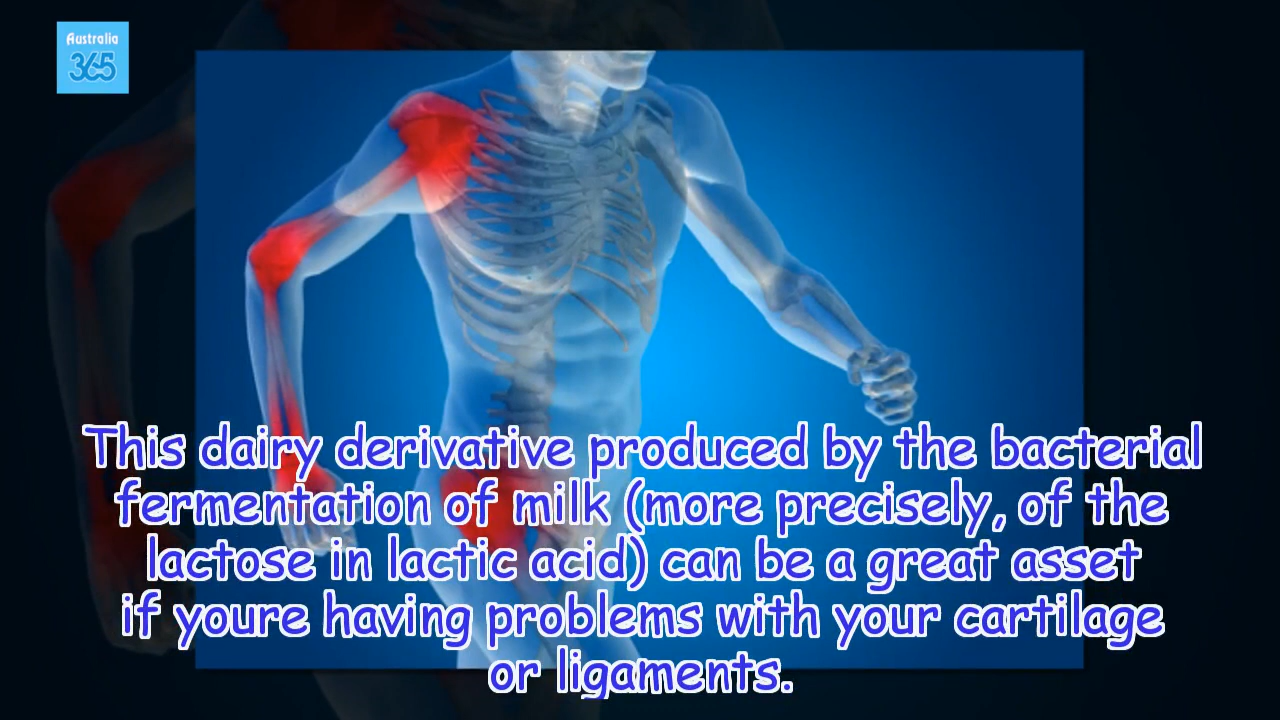 Australia
365
This dairy derivative produced by the bacterial
fermentation of milk (more precisely, of the
lactose in lactic acid) can be a great asset
if youre having problems with your cartilage
or ligaments.